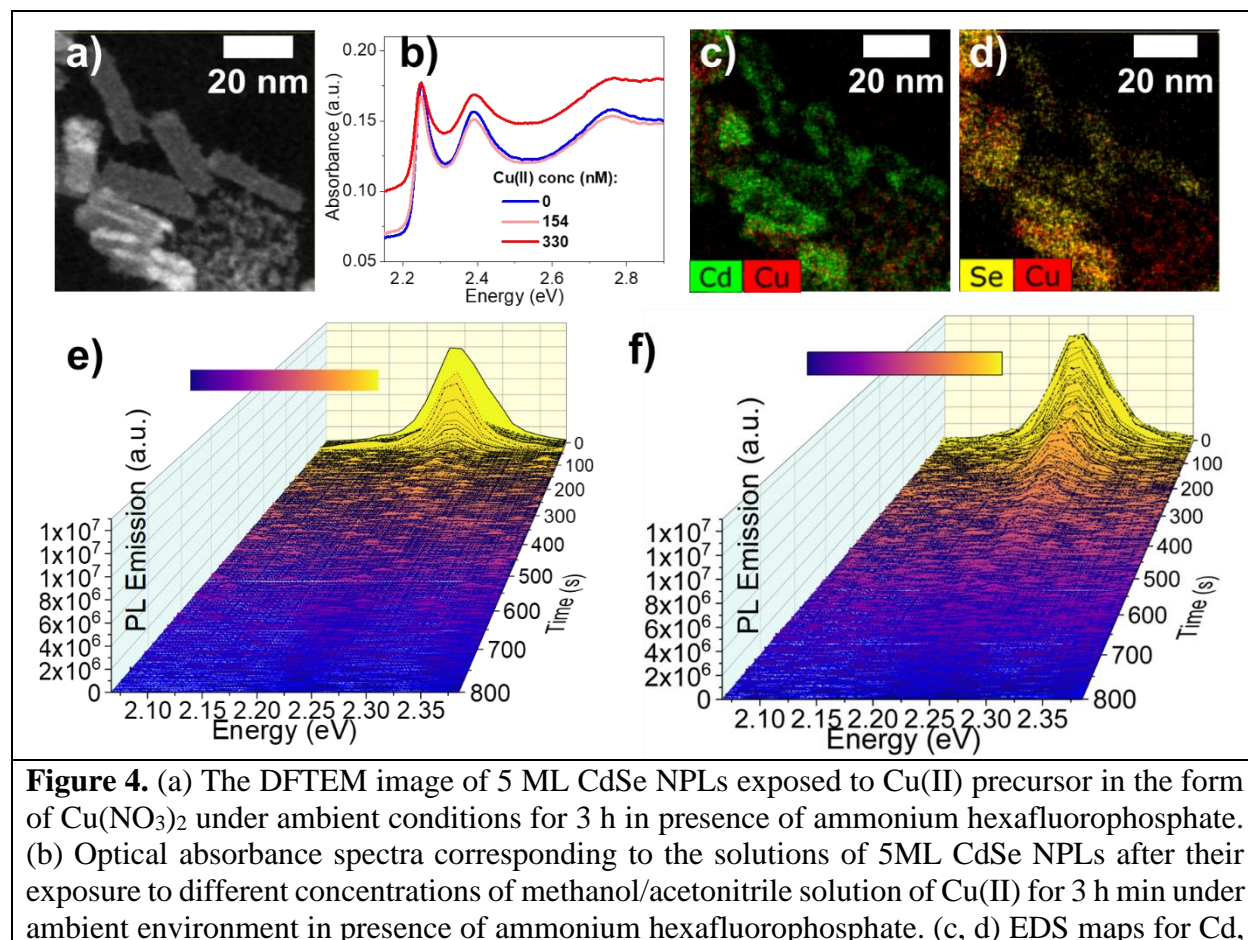 a)
20 nm
b)
0.20
0.15
0.10
0.05
Absorbance (a.u.)
Cu(II) conc (nM):
0
154
330
2.2 2.4 2.6 2.8
Energy (eV)
c)
20 nm
Cd Cu
d)
20 nm
Se Cu
e)
PL Emission (a.u.)
1x10⁷
1x10⁷
1x10⁷
8x10⁶
6x10⁶
4x10⁶
2x10⁶
0
2.10 2.15 2.20 2.25 2.30 2.35
Energy (eV)
0
100
200
300
400
500
600
700
800
Time (s)
f)
PL Emission (a.u.)
1x10⁷
1x10⁷
1x10⁷
8x10⁶
6x10⁶
4x10⁶
2x10⁶
0
2.10 2.15 2.20 2.25 2.30 2.35
Energy (eV)
0
100
200
300
400
500
600
700
800
Time (s)
Figure 4. (a) The DFTEM image of 5 ML CdSe NPLs exposed to Cu(II) precursor in the form
of Cu(NO₃)₂ under ambient conditions for 3 h in presence of ammonium hexafluorophosphate.
(b) Optical absorbance spectra corresponding to the solutions of 5ML CdSe NPLs after their
exposure to different concentrations of methanol/acetonitrile solution of Cu(II) for 3 h min under
ambient environment in presence of ammonium hexafluorophosphate. (c, d) EDS maps for Cd,